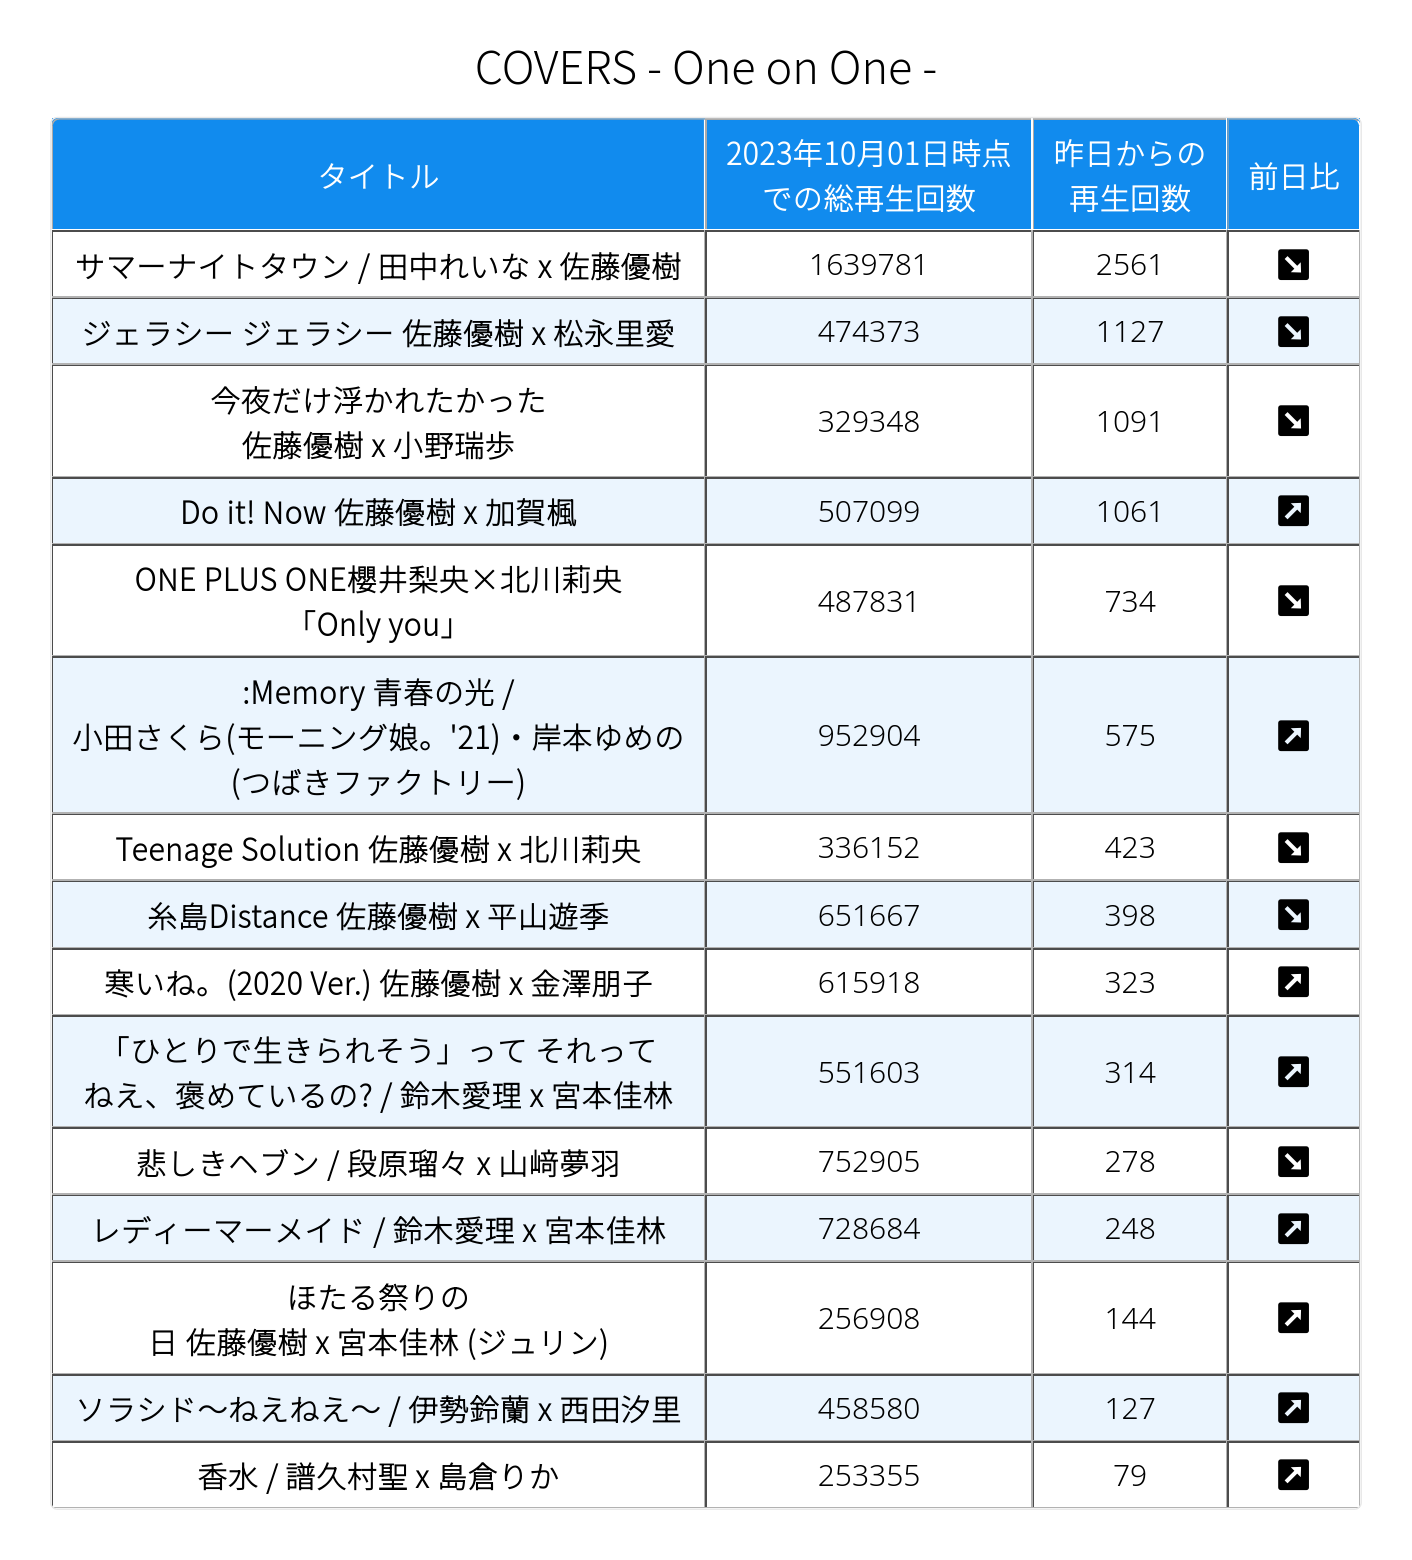 COVERS - One on One -
タイトル
2023年10月01日時点
での総再生回数
昨日からの
再生回数
前日比
サマーナイトタウン / 田中れいな x 佐藤優樹
1639781
2561
ジェラシー ジェラシー 佐藤優樹 x 松永里愛
474373
1127
今夜だけ浮かれたかった
佐藤優樹 x 小野瑞歩
329348
1091
Do it! Now 佐藤優樹 x 加賀楓
507099
1061
ONE PLUS ONE櫻井梨央×北川莉央
「Only you」
487831
734
:Memory 青春の光 /
小田さくら(モーニング娘。'21)・岸本ゆめの
(つばきファクトリー)
952904
575
Teenage Solution 佐藤優樹 x 北川莉央
336152
423
糸島Distance 佐藤優樹 x 平山遊季
651667
398
寒いね。(2020 Ver.) 佐藤優樹 x 金澤朋子
615918
323
「ひとりで生きられそう」って それって
ねえ、褒めているの? / 鈴木愛理 x 宮本佳林
551603
314
悲しきヘブン / 段原瑠々 x 山﨑夢羽
752905
278
レディーマーメイド / 鈴木愛理 x 宮本佳林
728684
248
ほたる祭りの
日 佐藤優樹 x 宮本佳林 (ジュリン)
256908
144
ソラシド〜ねえねえ〜 / 伊勢鈴蘭 x 西田汐里
458580
127
香水 / 譜久村聖 x 島倉りか
253355
79